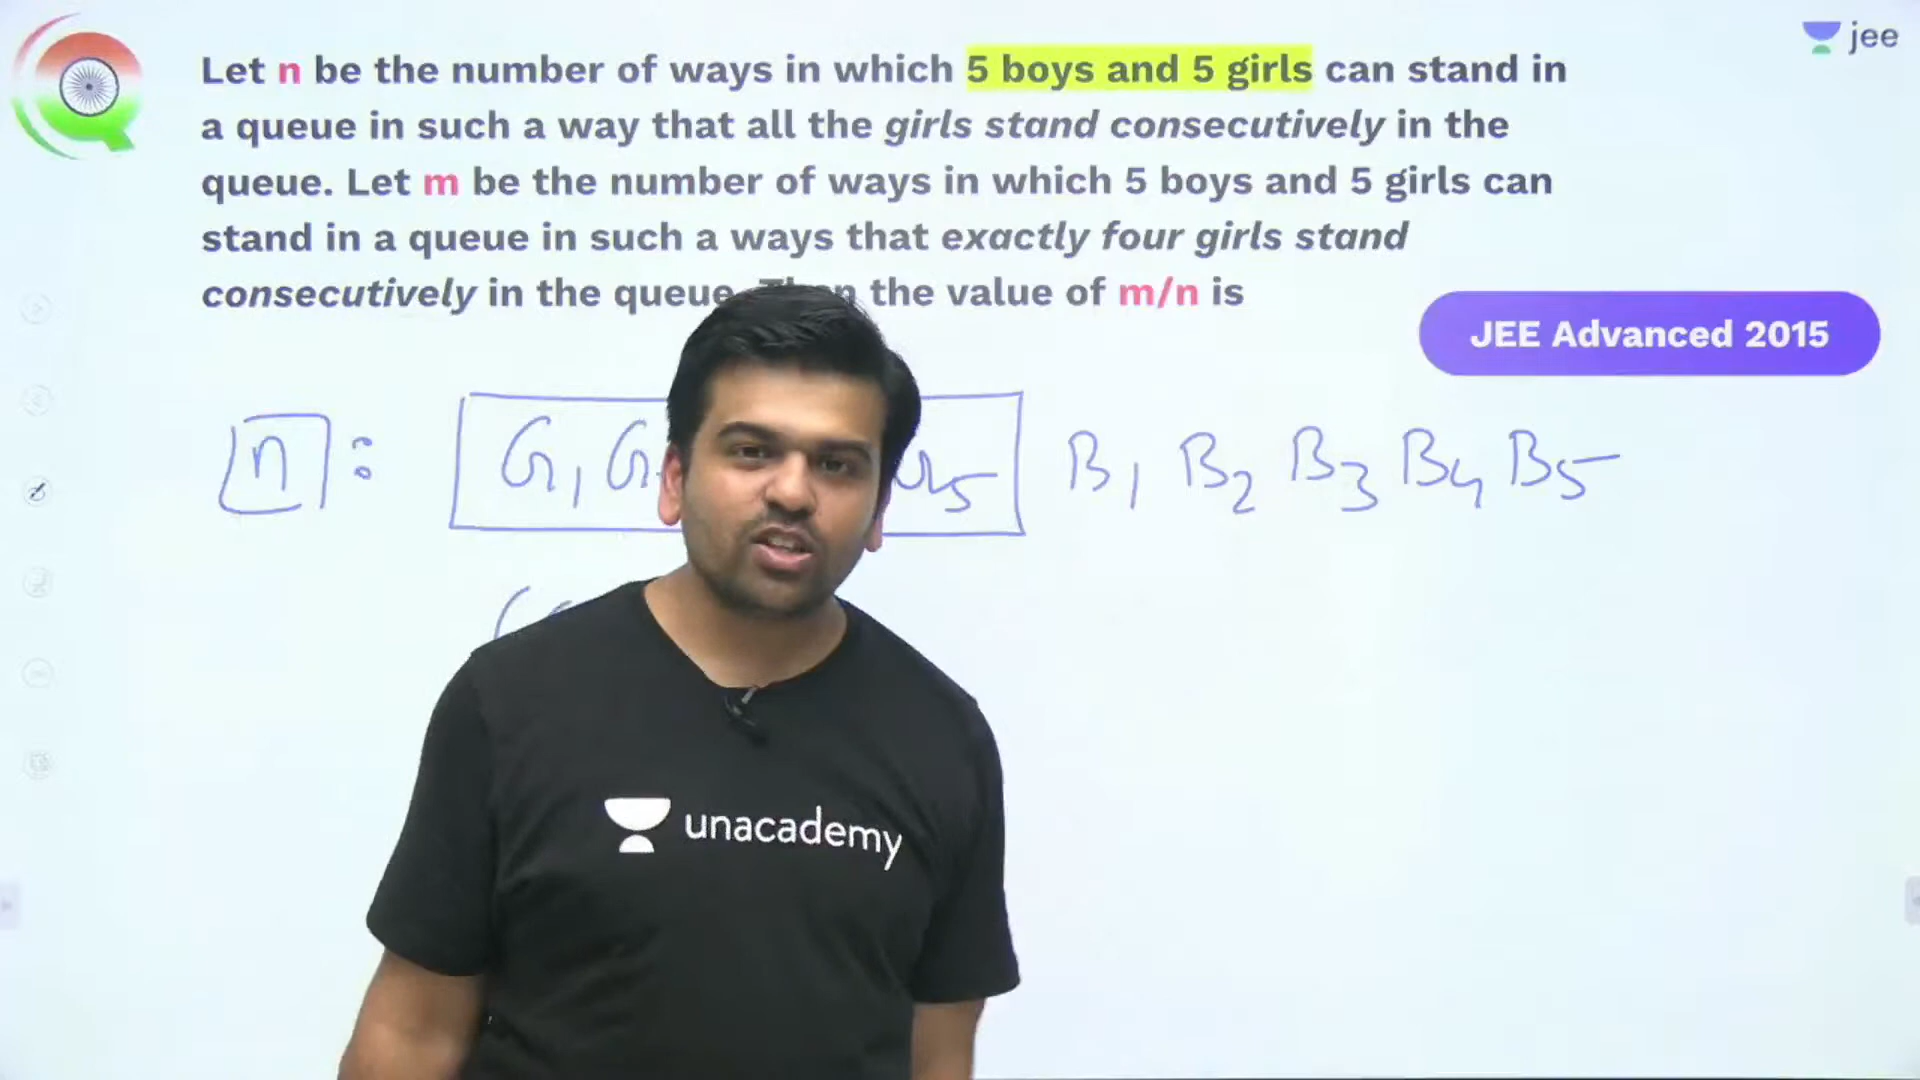 jee
Let n be the number of ways in which 5 boys and 5 girls can stand in
a queue in such a way that all the girls stand consecutively in the
queue. Let m be the number of ways in which 5 boys and 5 girls can
stand in a queue in such a ways that exactly four girls stand
consecutively in the queue. Then the value of m/n is
JEE Advanced 2015
n : G1 G5 B1 B2 B3 B4 B5
unacademy